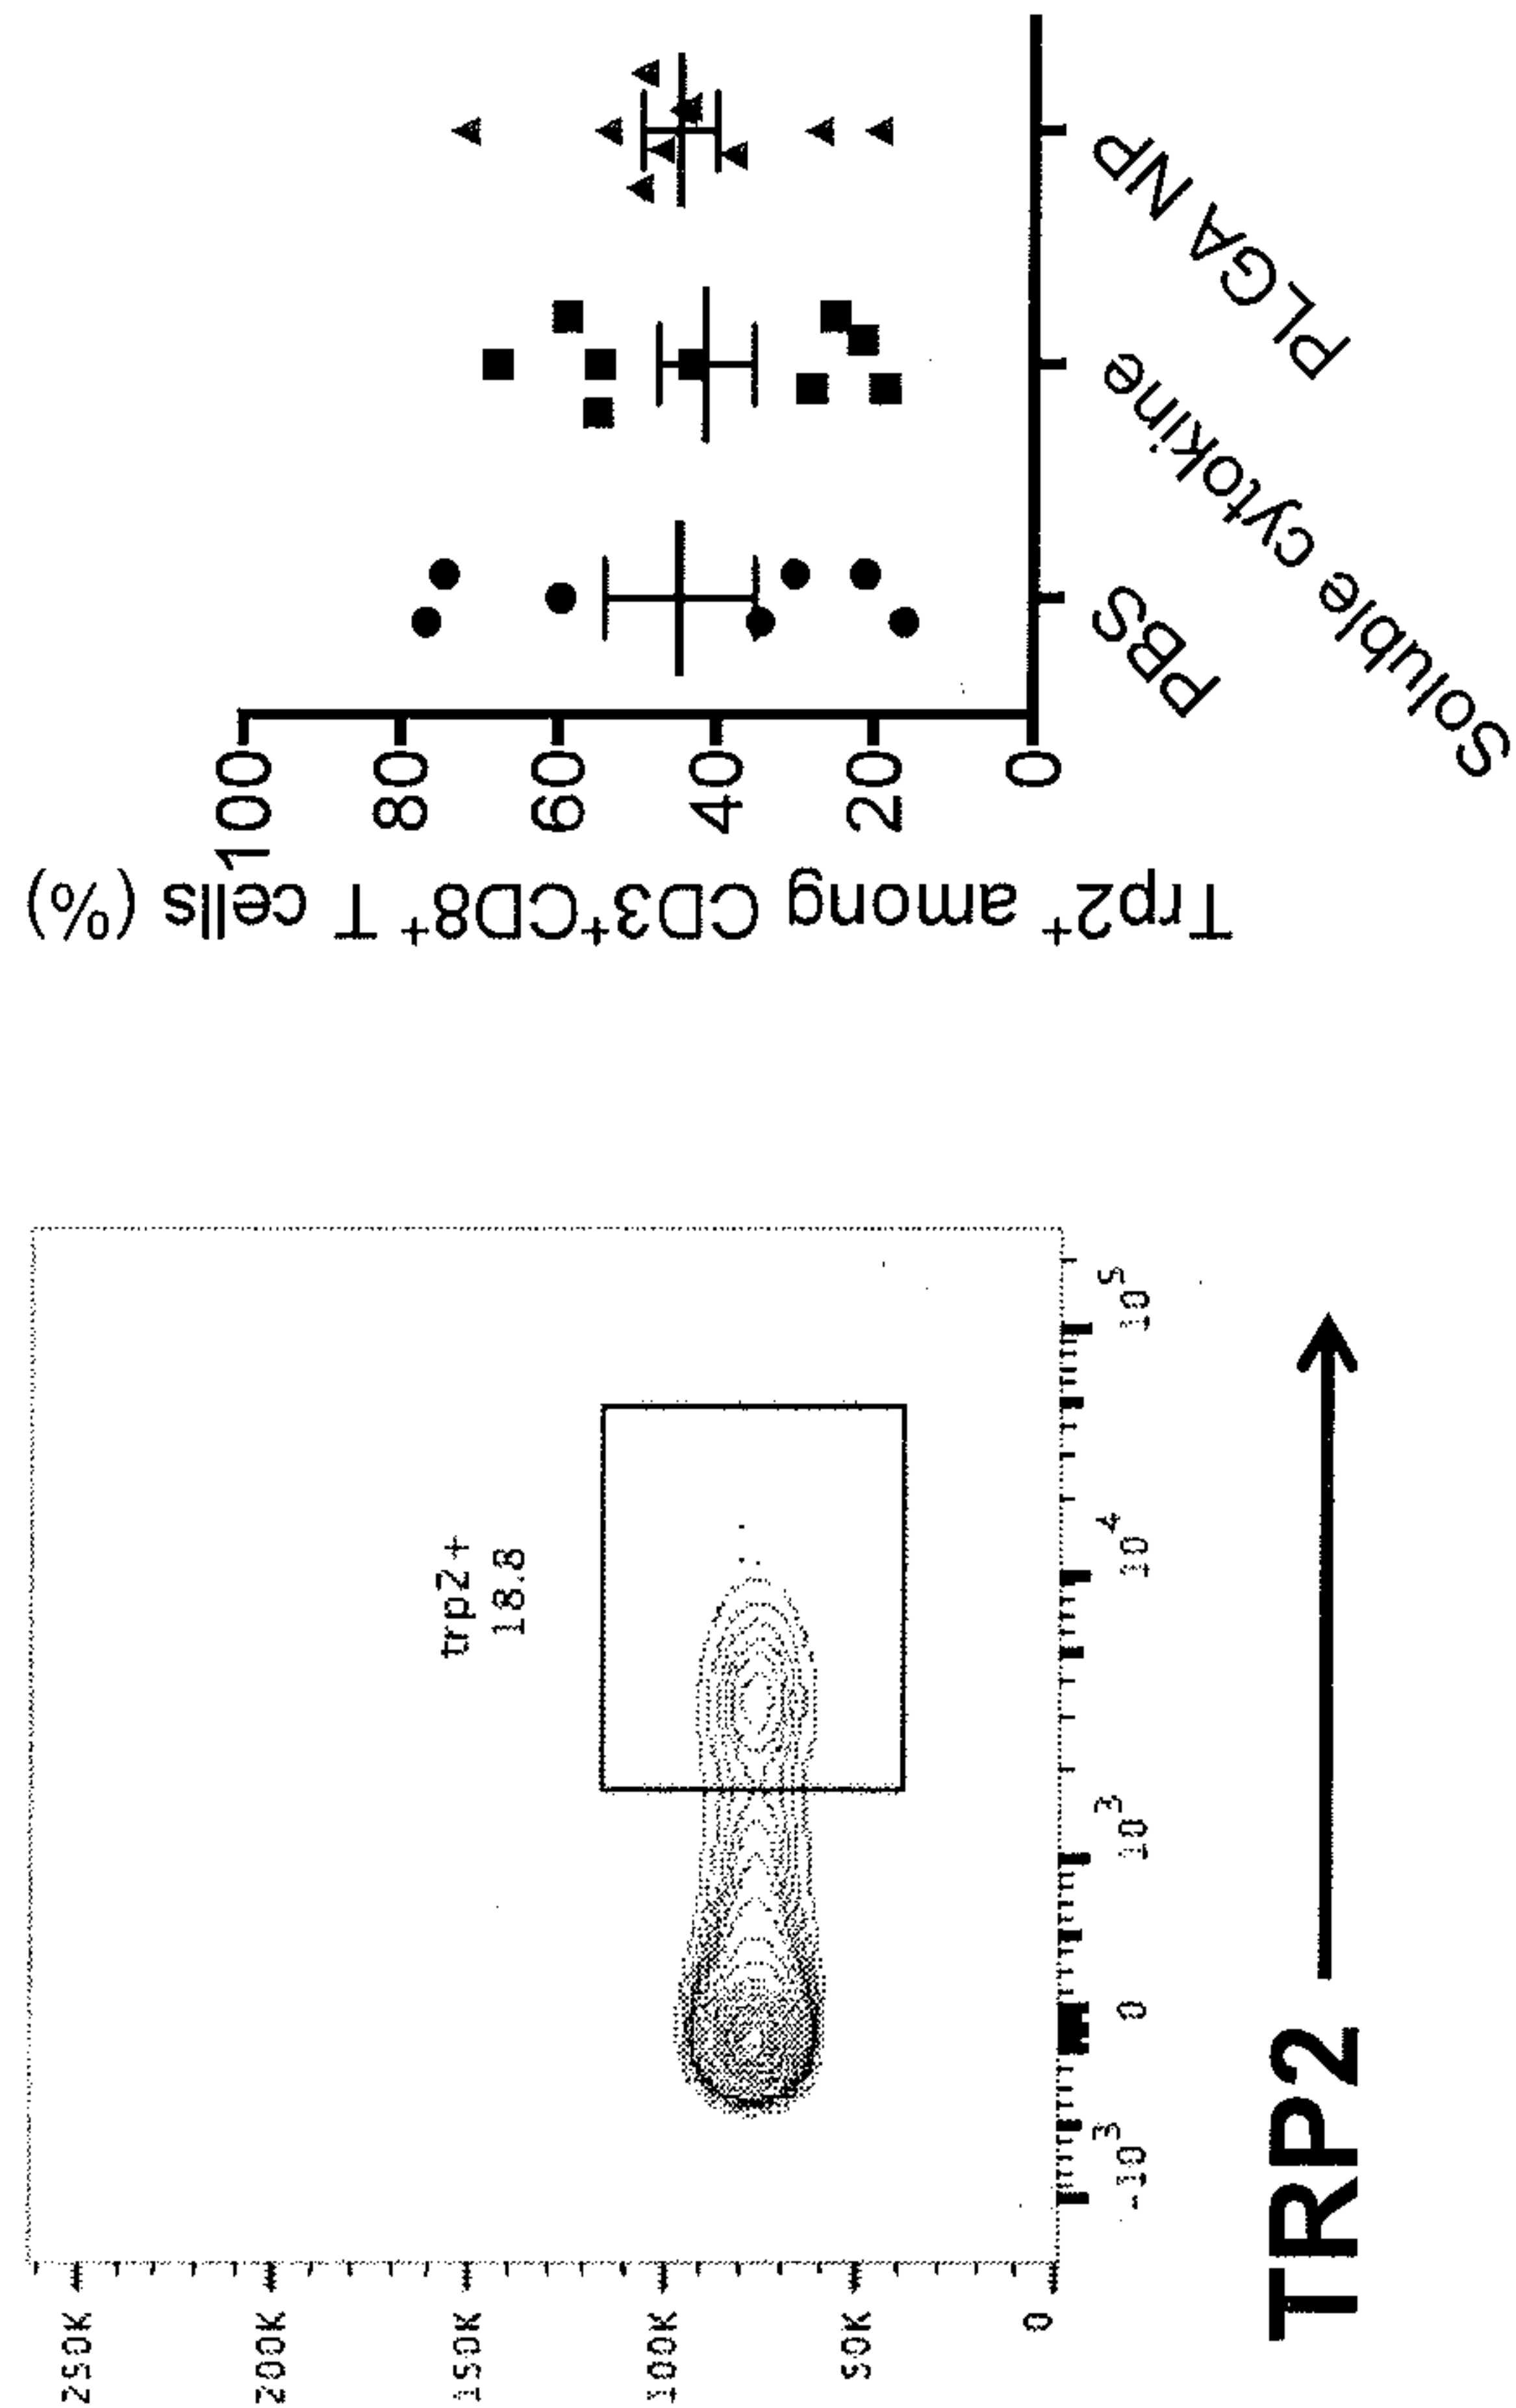 250K
200K
150K
100K
50K
0
trp2+
18.8
-10³
0
10³
10⁴
10⁵
TRP2
Trp2⁺ among CD3⁺CD8⁺ T cells (%)
100
80
60
40
20
0
PBS
Soluble cytokine
PLGA NP